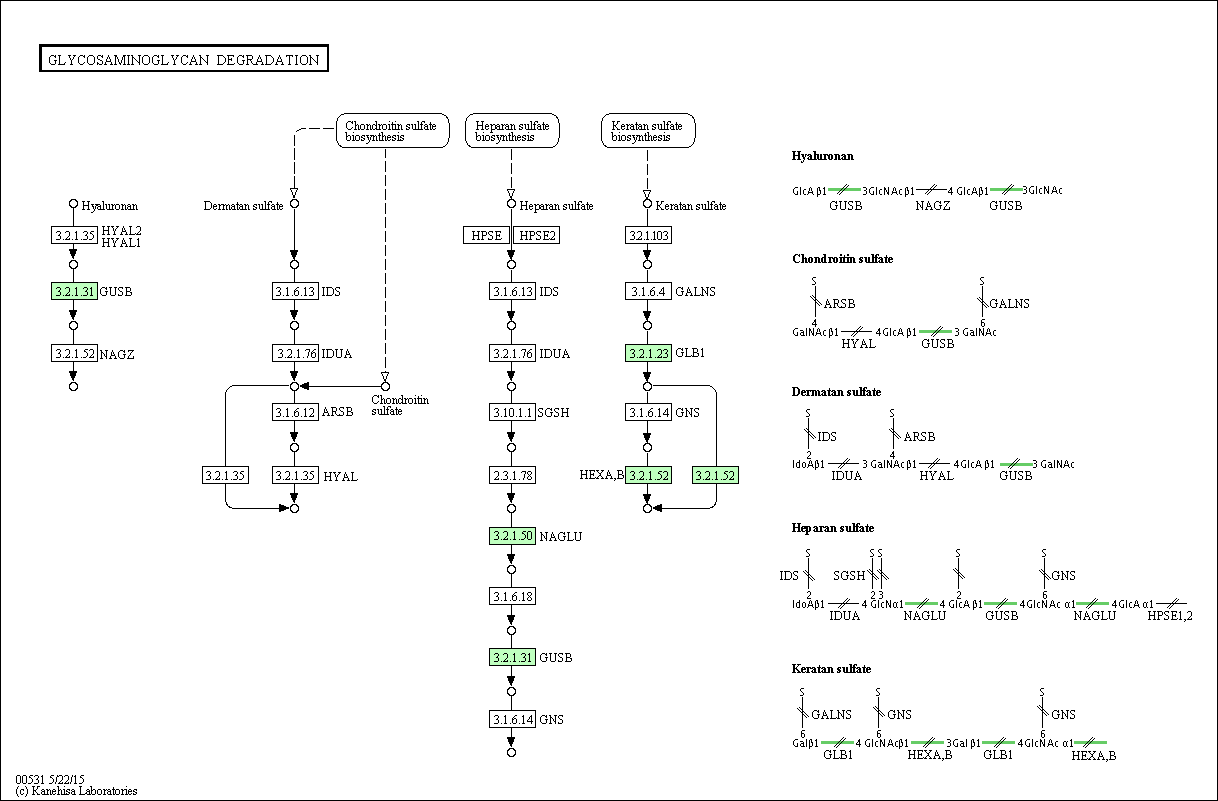 GLYCOSAMINOGLYCAN DEGRADATION
Chondroitin sulfate
biosynthesis
Heparan sulfate
biosynthesis
Keratan sulfate
biosynthesis
Hyaluronan
Dermatan sulfate
Heparan sulfate
Keratan sulfate
3.2.1.35
HYAL2
HYAL1
HPSE
HPSE2
3.2.1.103
3.2.1.31
GUSB
3.1.6.13
IDS
3.1.6.13
IDS
3.1.6.4
GALNS
3.2.1.52
NAGZ
3.2.1.76
IDUA
3.2.1.76
IDUA
3.2.1.23
GLB1
Chondroitin
sulfate
3.1.6.12
ARSB
3.10.1.1
SGSH
3.1.6.14
GNS
3.2.1.35
3.2.1.35
HYAL
2.3.1.78
HEXA,B
3.2.1.52
3.2.1.52
3.2.1.50
NAGLU
3.1.6.18
3.2.1.31
GUSB
3.1.6.14
GNS
Hyaluronan
GlcA β1 3GlcNAcβ1 4 GlcAβ1 3GlcNAc
GUSB NAGZ GUSB
Chondroitin sulfate
S S
ARSB GALNS
4 6
GalNAcβ1 4GlcAβ1 3 GalNAc
HYAL GUSB
Dermatan sulfate
S S
IDS ARSB
2 4
IdoAβ1 3 GalNAcβ1 4GlcA β1 3 GalNAc
IDUA HYAL GUSB
Heparan sulfate
S S S S S
IDS SGSH GNS
2 2 3 2 6
IdoAβ1 4 GlcNα1 4 GlcA β1 4GlcNAc α1 4GlcA α1
IDUA NAGLU GUSB NAGLU HPSE1,2
Keratan sulfate
S S S
GALNS GNS GNS
6 6 6
Galβ1 4 GlcNAcβ1 3Gal β1 4GlcNAc α1
GLB1 HEXA,B GLB1 HEXA,B
00531 5/22/15
(c) Kanehisa Laboratories